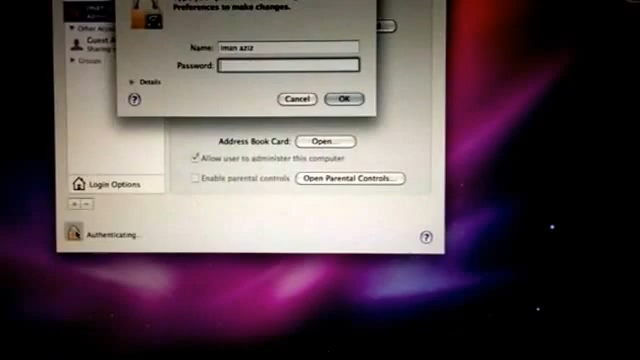 Preferences to make changes.
Name: iman aziz
Password:
Details
Cancel
OK
Other Acco
Guest A
Sharing
Groups
Address Book Card:
Open...
Allow user to administer this computer
Enable parental controls
Open Parental Controls...
Login Options
Authenticating...